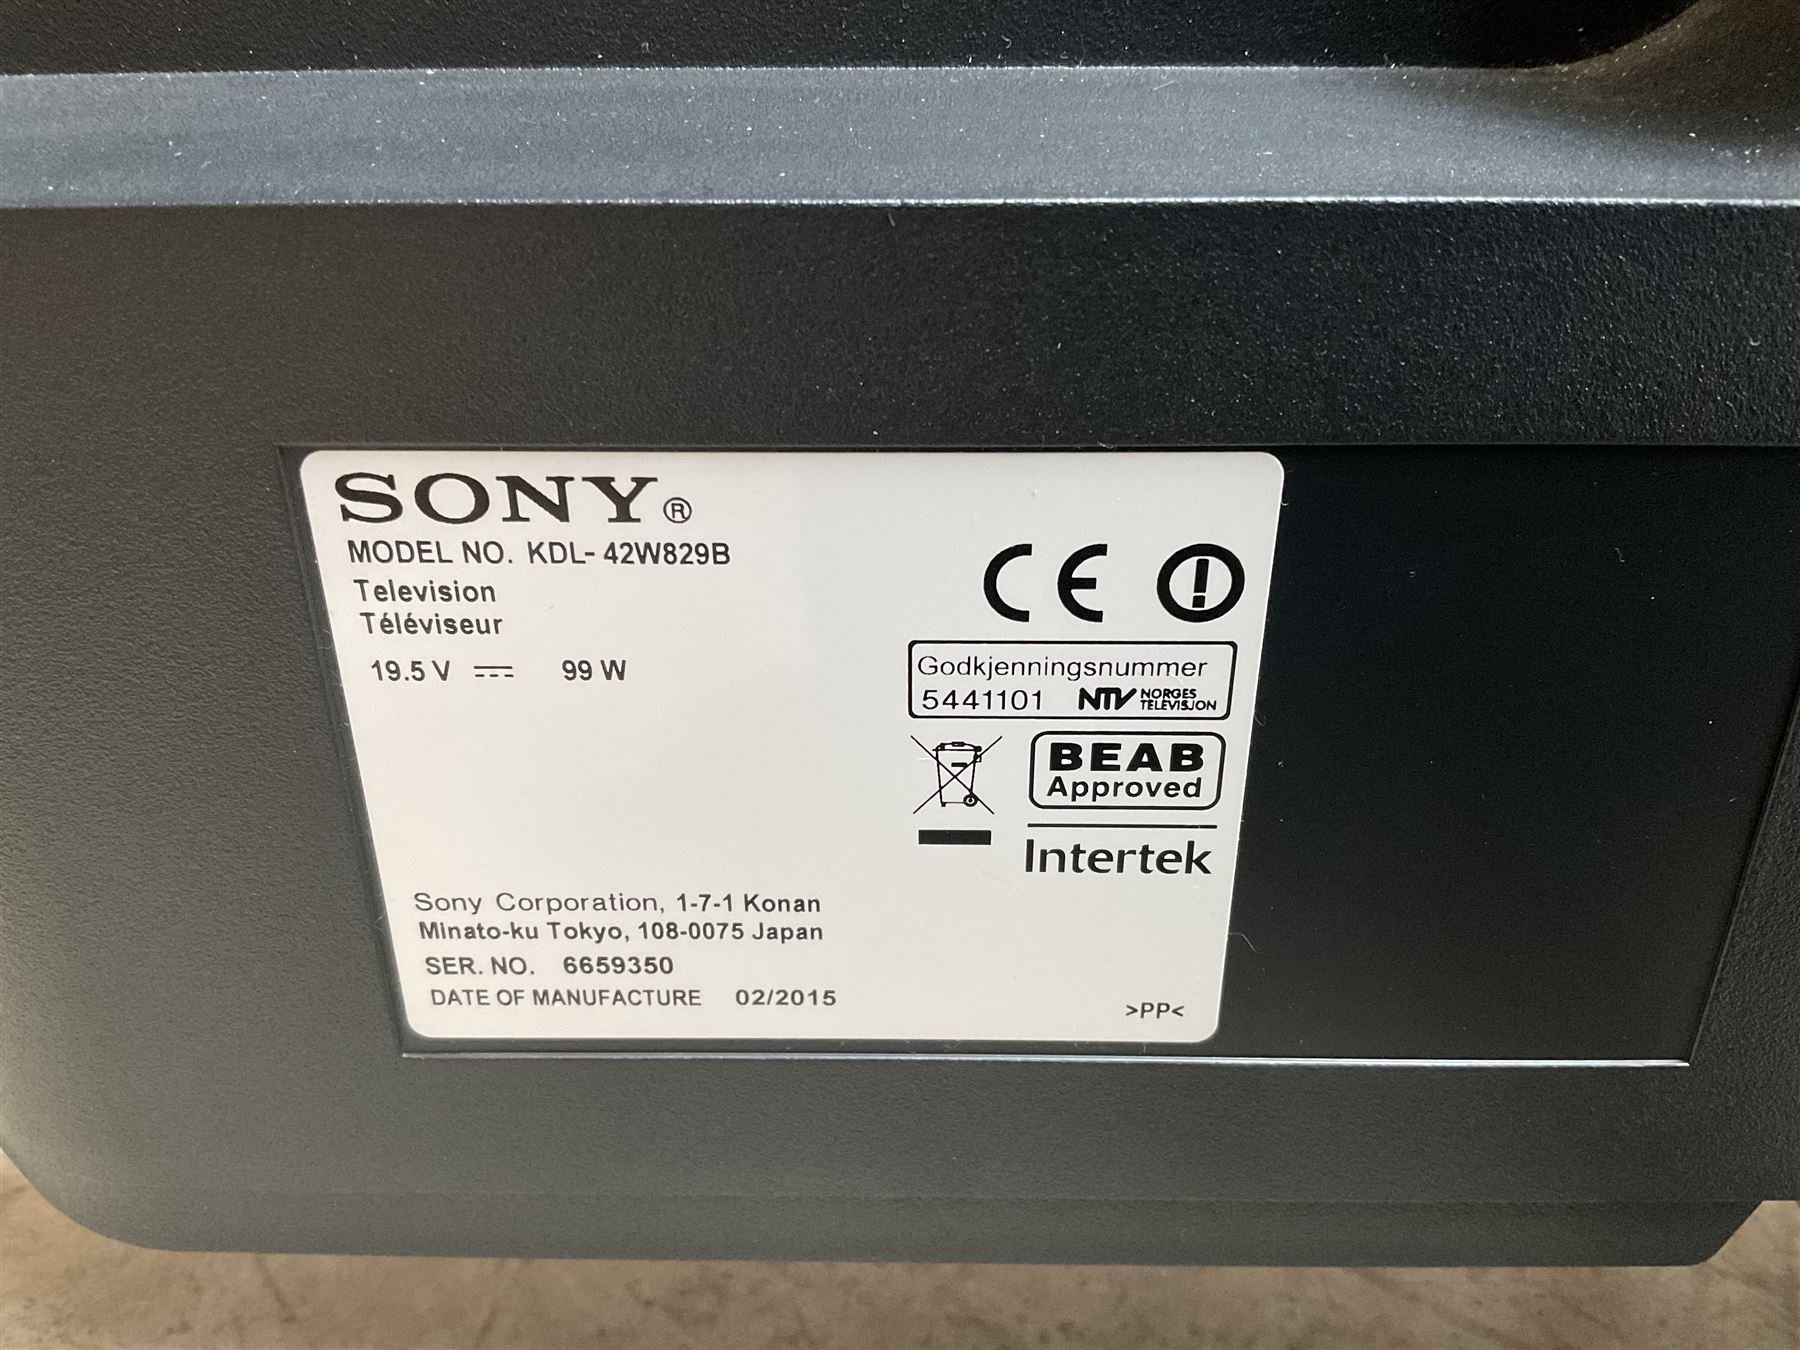 SONY®
MODEL NO. KDL- 42W829B
Television
Téléviseur
19.5 V 99 W
CE
Godkjenningsnummer
5441101 NTV NORGES
TELEVISJON
BEAB
Approved
Intertek
Sony Corporation, 1-7-1 Konan
Minato-ku Tokyo, 108-0075 Japan
SER. NO. 6659350
DATE OF MANUFACTURE 02/2015
>PP<